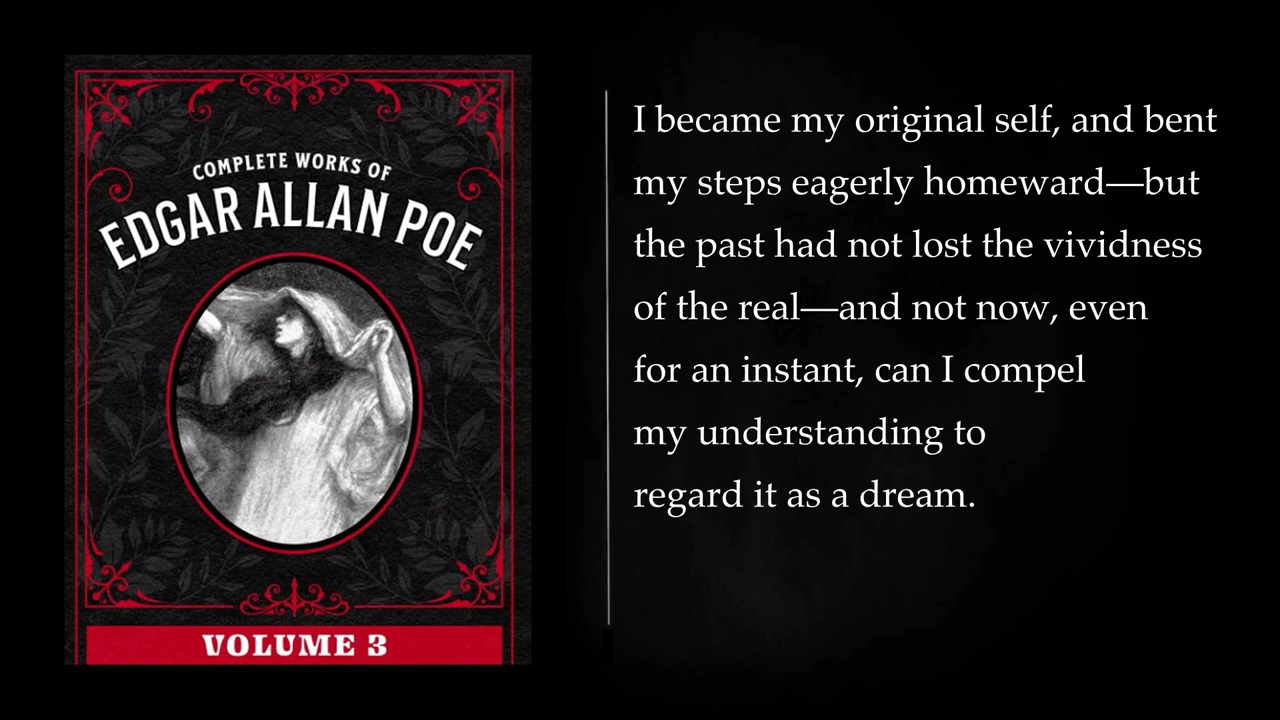 COMPLETE WORKS OF
EDGAR ALLAN POE
VOLUME 3
I became my original self, and bent
my steps eagerly homeward—but
the past had not lost the vividness
of the real—and not now, even
for an instant, can I compel
my understanding to
regard it as a dream.